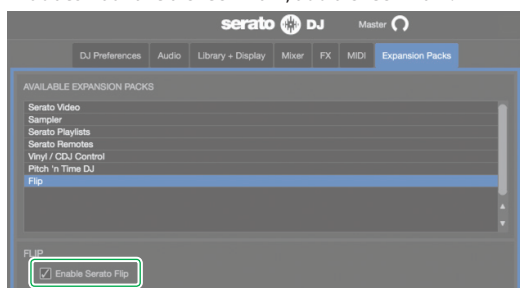 serato DJ Master
DJ Preferences Audio Library + Display Mixer FX MIDI Expansion Packs
AVAILABLE EXPANSION PACKS
Serato Video
Sampler
Serato Playlists
Serato Remotes
Vinyl / CDJ Control
Pitch 'n Time DJ
Flip
FLIP
Enable Serato Flip